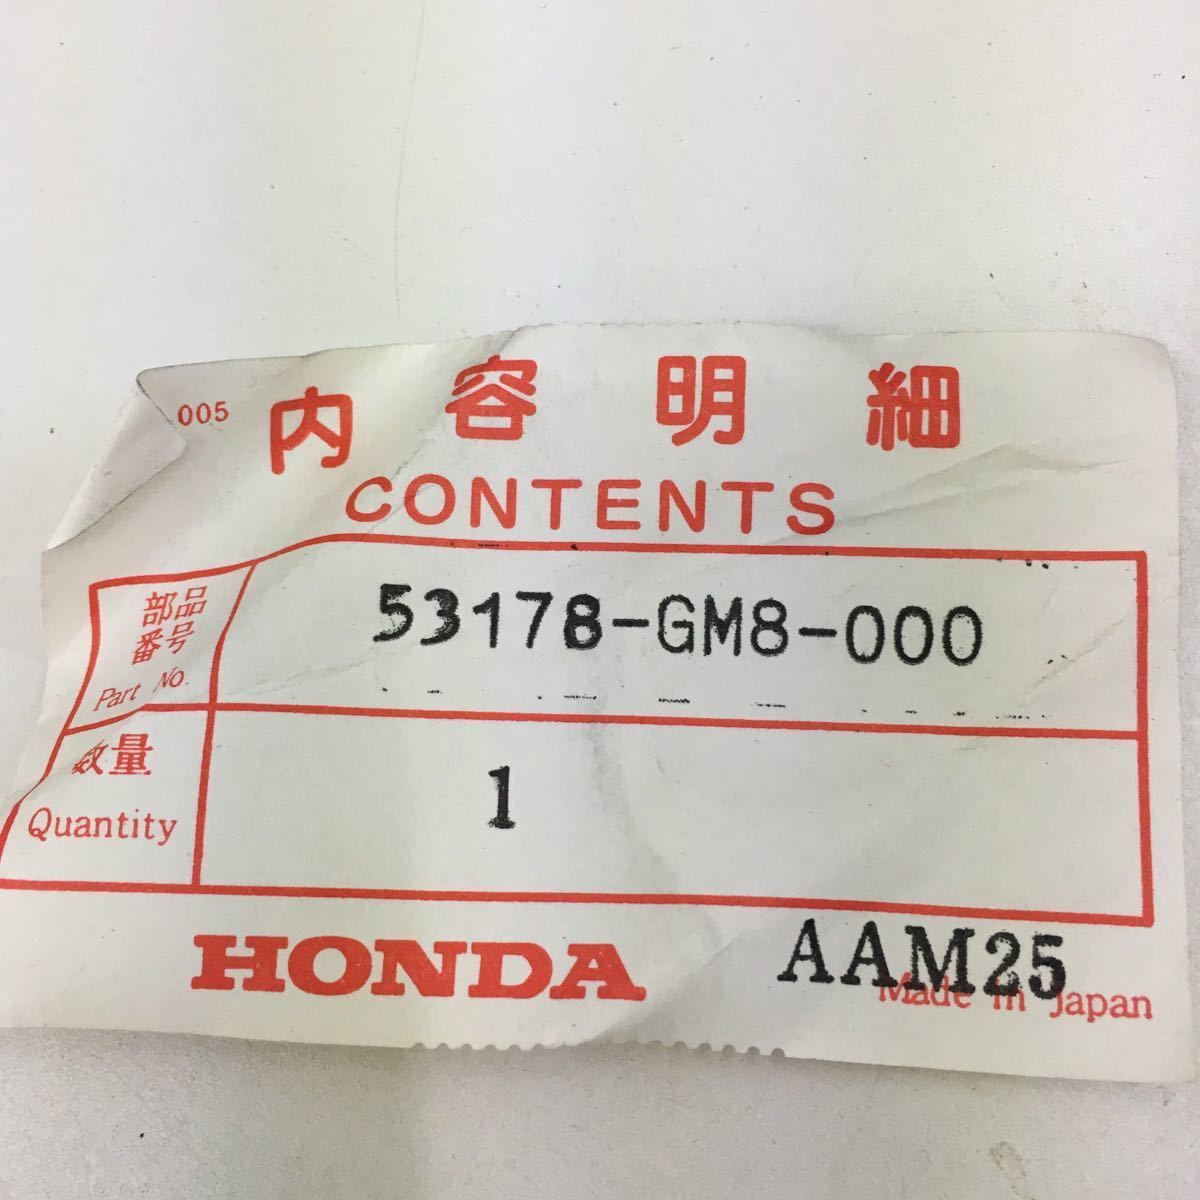 005
内容明細
CONTENTS
部品
番号
Part No.
53178-GM8-000
数量
Quantity
1
HONDA
AAM25
Made in Japan